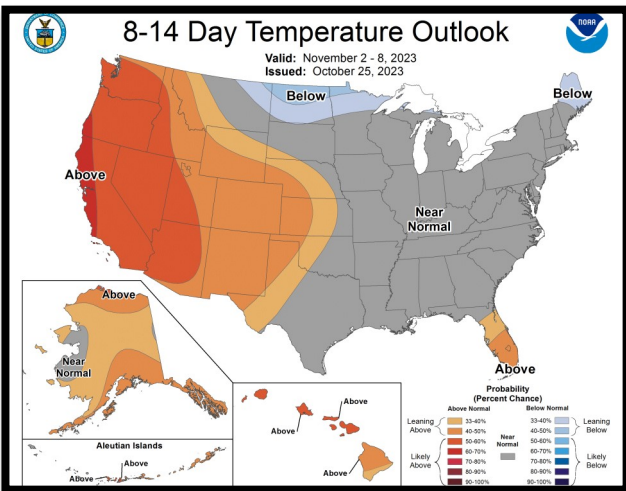 8-14 Day Temperature Outlook
NOAA
Valid: November 2 - 8, 2023
Issued: October 25, 2023
Below
Below
Above
Near
Normal
Above
Above
Near
Normal
Aleutian Islands
Above
Above
Above
Above
Above
Probability
(Percent Chance)
Above Normal Below Normal
Leaning
Above
33-40%
40-50%
Likely
Above
50-60%
60-70%
70-80%
80-90%
90-100%
Near
Normal
33-40%
40-50%
Leaning
Below
50-60%
60-70%
70-80%
80-90%
90-100%
Likely
Below